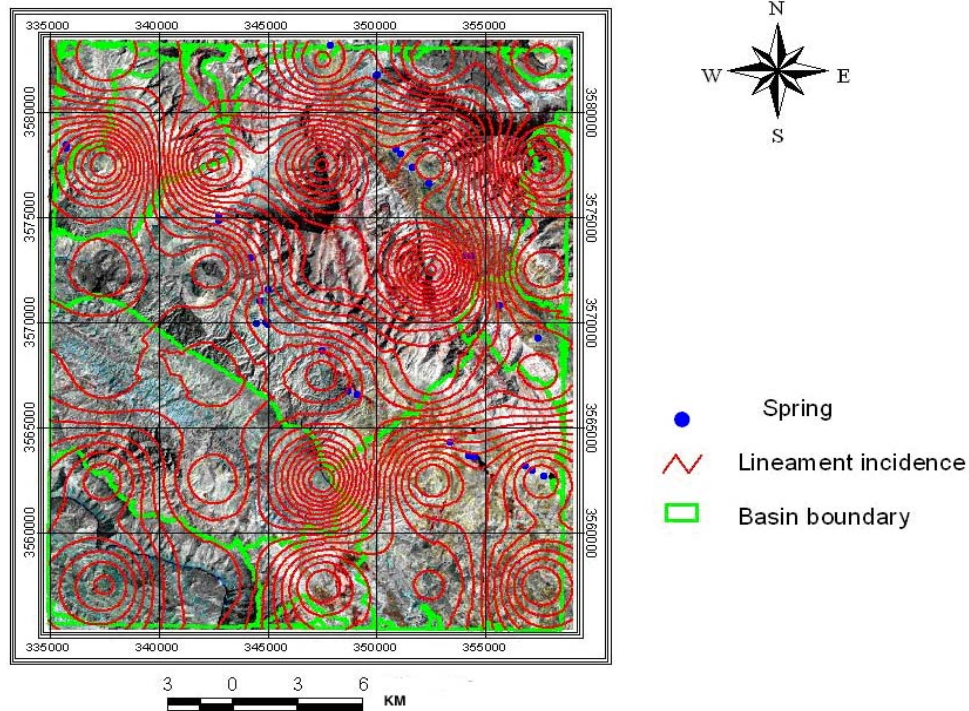 335000 340000 345000 350000 355000
N
W E
S
3580000 3580000
3575000 3575000
3570000 3570000
3565000 3565000
3560000 3560000
335000 340000 345000 350000 355000
Spring
Lineament incidence
Basin boundary
3 0 3 6 KM